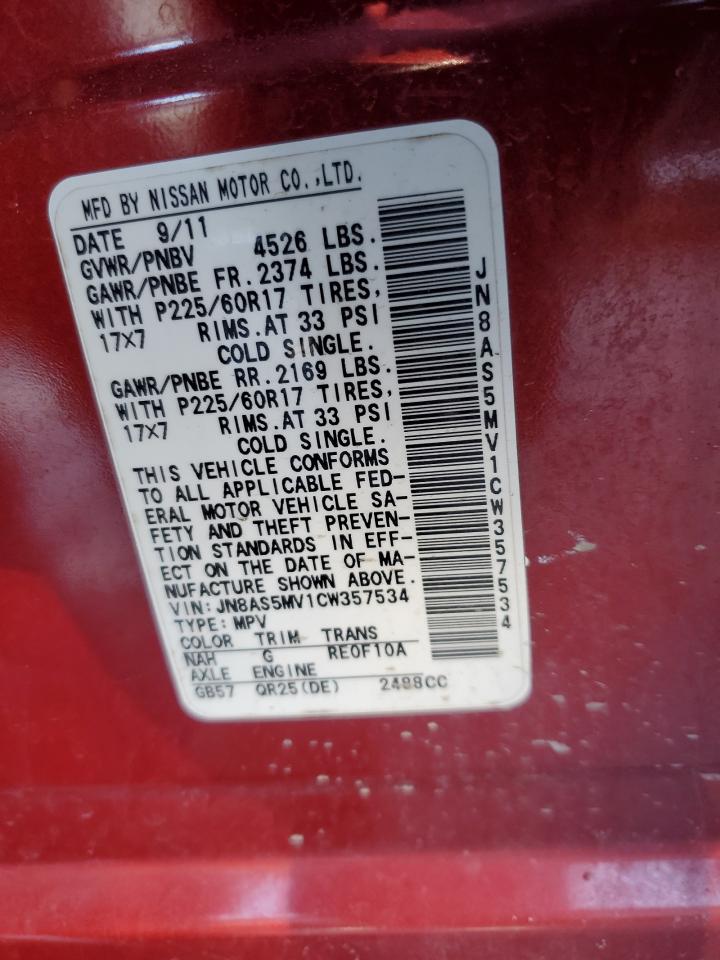 MFD BY NISSAN MOTOR CO.,LTD.
DATE 9/11
GVWR/PNBV 4526 LBS.
GAWR/PNBE FR.2374 LBS.
WITH P225/60R17 TIRES,
17X7 RIMS.AT 33 PSI
COLD SINGLE.
GAWR/PNBE RR.2169 LBS.
WITH P225/60R17 TIRES,
17X7 RIMS.AT 33 PSI
COLD SINGLE.
THIS VEHICLE CONFORMS
TO ALL APPLICABLE FED-
ERAL MOTOR VEHICLE SA-
FETY AND THEFT PREVEN-
TION STANDARDS IN EFF-
ECT ON THE DATE OF MA-
NUFACTURE SHOWN ABOVE.
VIN:JN8AS5MV1CW357534
TYPE:MPV
COLOR TRIM TRANS
NAH G RE0F10A
AXLE ENGINE
GB57 QR25(DE) 2488CC
JN8AS5MV1CW357534